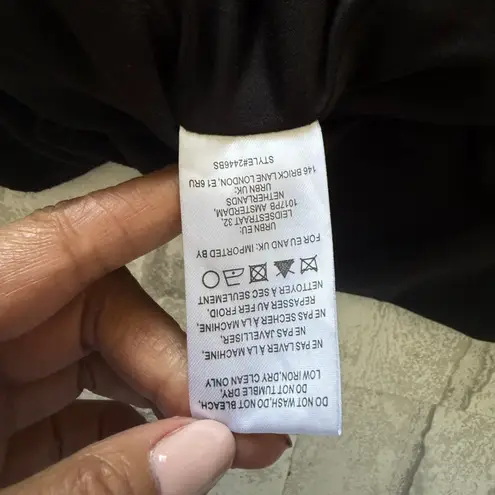 DO NOT WASH,DO NOT BLEACH,
DO NOT TUMBLE DRY,
LOW IRON,DRY CLEAN ONLY
NE PAS LAVER À LA MACHINE,
NE PAS JAVELLISER,
NE PAS SECHER À LA MACHINE,
REPASSER AU FER FROID,
NETTOYER À SEC SEULEMENT
FOR EU AND UK: IMPORTED BY
URBN EU:
LEIDSESTRAAT 32,
1017PB AMSTERDAM,
NETHERLANDS
URBN UK:
146 BRICK LANE LONDON, E1 6RU
STYLE#2446BS